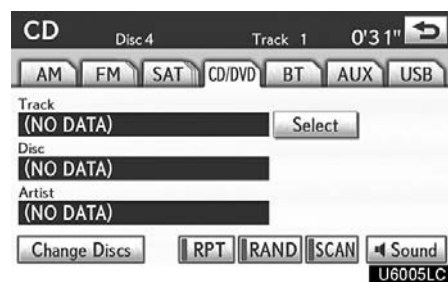 CD Disc 4 Track 1 0'31"
AM FM SAT CD/DVD BT AUX USB
Track
(NO DATA) Select
Disc
(NO DATA)
Artist
(NO DATA)
Change Discs RPT RAND SCAN Sound
U6005LC